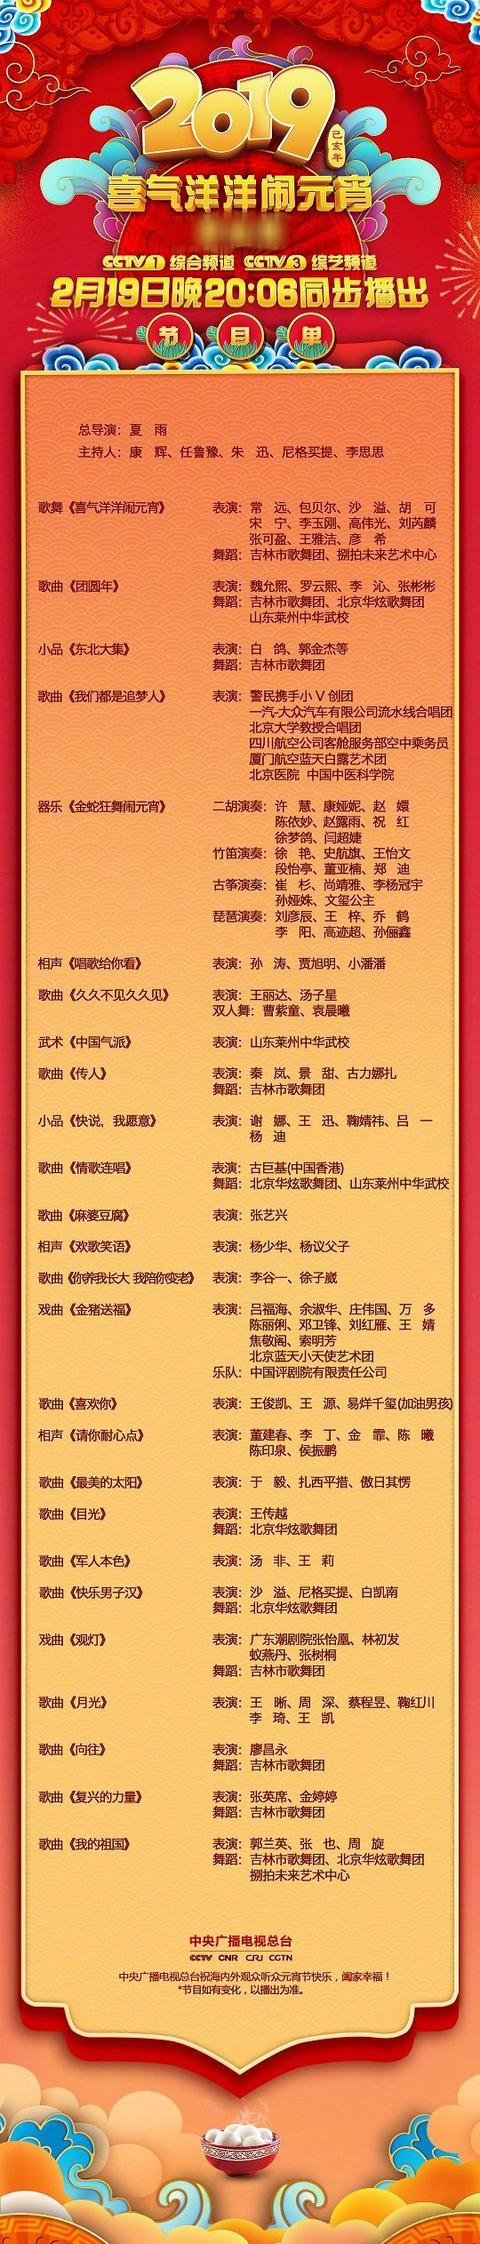 2019
己亥年
喜气洋洋闹元宵
CCTV 1 综合频道 CCTV 3 综艺频道
2月19日晚20:06同步播出
节目单
总导演：夏 雨
主持人：康 辉、任鲁豫、朱 迅、尼格买提、李思思
歌舞《喜气洋洋闹元宵》 表演：常 远、包贝尔、沙 溢、胡 可
宋 宁、李玉刚、高伟光、刘芮麟
张可盈、王雅洁、彦 希
舞蹈：吉林市歌舞团、捌拍未来艺术中心
歌曲《团圆年》 表演：魏允熙、罗云熙、李 沁、张彬彬
舞蹈：吉林市歌舞团、北京华炫歌舞团
山东莱州中华武校
小品《东北大集》 表演：白 鸽、郭金杰等
舞蹈：吉林市歌舞团
歌曲《我们都是追梦人》 表演：警民携手小 V 创团
一汽-大众汽车有限公司流水线合唱团
北京大学教授合唱团
四川航空公司客舱服务部空中乘务员
厦门航空蓝天白露艺术团
北京医院 中国中医科学院
器乐《金蛇狂舞闹元宵》 二胡演奏：许 慧、康娅妮、赵 嬛
陈依妙、赵露雨、祝 红
徐梦鸽、闫超婕
竹笛演奏：徐 艳、史航旗、王怡文
段怡亭、董亚楠、郑 迪
古筝演奏：崔 杉、尚靖雅、李杨冠宇
孙娅姝、文玺公主
琵琶演奏：刘彦辰、王 梓、乔 鹤
李 阳、高迹超、孙俪鑫
相声《唱歌给你看》 表演：孙 涛、贾旭明、小潘潘
歌曲《久久不见久久见》 表演：王丽达、汤子星
双人舞：曹紫童、袁晨曦
武术《中国气派》 表演：山东莱州中华武校
歌曲《传人》 表演：秦 岚、景 甜、古力娜扎
舞蹈：吉林市歌舞团
小品《快说，我愿意》 表演：谢 娜、王 迅、鞠婧祎、吕 一
杨 迪
歌曲《情歌连唱》 表演：古巨基(中国香港)
舞蹈：北京华炫歌舞团、山东莱州中华武校
歌曲《麻婆豆腐》 表演：张艺兴
相声《欢歌笑语》 表演：杨少华、杨议父子
歌曲《你养我长大 我陪你变老》 表演：李谷一、徐子崴
戏曲《金猪送福》 表演：吕福海、余淑华、庄伟国、万 多
陈丽俐、邓卫锋、刘红雁、王 婧
焦敬阁、索明芳
北京蓝天小天使艺术团
乐队：中国评剧院有限责任公司
歌曲《喜欢你》 表演：王俊凯、王 源、易烊千玺(加油男孩)
相声《请你耐心点》 表演：董建春、李 丁、金 霏、陈 曦
陈印泉、侯振鹏
歌曲《最美的太阳》 表演：于 毅、扎西平措、傲日其愣
歌曲《目光》 表演：王传越
舞蹈：北京华炫歌舞团
歌曲《军人本色》 表演：汤 非、王 莉
歌曲《快乐男子汉》 表演：沙 溢、尼格买提、白凯南
舞蹈：北京华炫歌舞团
戏曲《观灯》 表演：广东潮剧院张怡凰、林初发
蚁燕丹、张树桐
舞蹈：吉林市歌舞团
歌曲《月光》 表演：王 晰、周 深、蔡程昱、鞠红川
李 琦、王 凯
歌曲《向往》 表演：廖昌永
舞蹈：吉林市歌舞团
歌曲《复兴的力量》 表演：张英席、金婷婷
舞蹈：吉林市歌舞团
歌曲《我的祖国》 表演：郭兰英、张 也、周 旋
舞蹈：吉林市歌舞团、北京华炫歌舞团
捌拍未来艺术中心
中央广播电视总台
CCTV CNR CRI CGTN
中央广播电视总台祝海内外观众听众元宵节快乐，阖家幸福！
*节目如有变化，以播出为准。